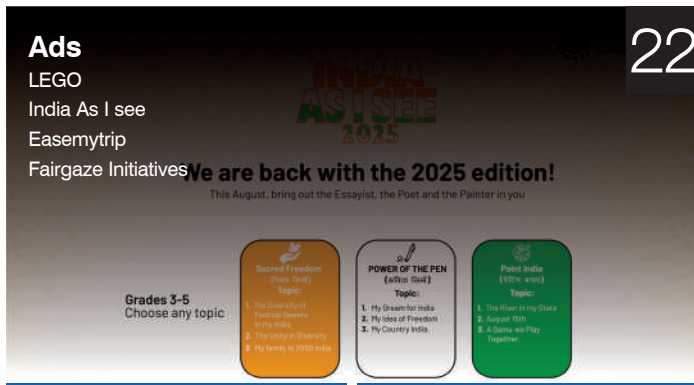 Ads
LEGO
India As I see
Easemytrip
Fairgaze Initiatives
22
INDIA
AS I SEE
2025
We are back with the 2025 edition!
This August, bring out the Essayist, the Poet and the Painter in you
Grades 3-5
Choose any topic
Sacred Freedom
Topic:
1. The Diversity of
Festival Sweets
in my India
2. The Unity in Diversity
3. My family in 2050 India
POWER OF THE PEN
(कविता लिखें)
Topic:
1. My Dream for India
2. My Idea of Freedom
3. My Country India.
Paint India
(पेंटिंग बनाएं)
Topic:
1. The River in my State
2. August 15th
3. A Game we Play
Together.